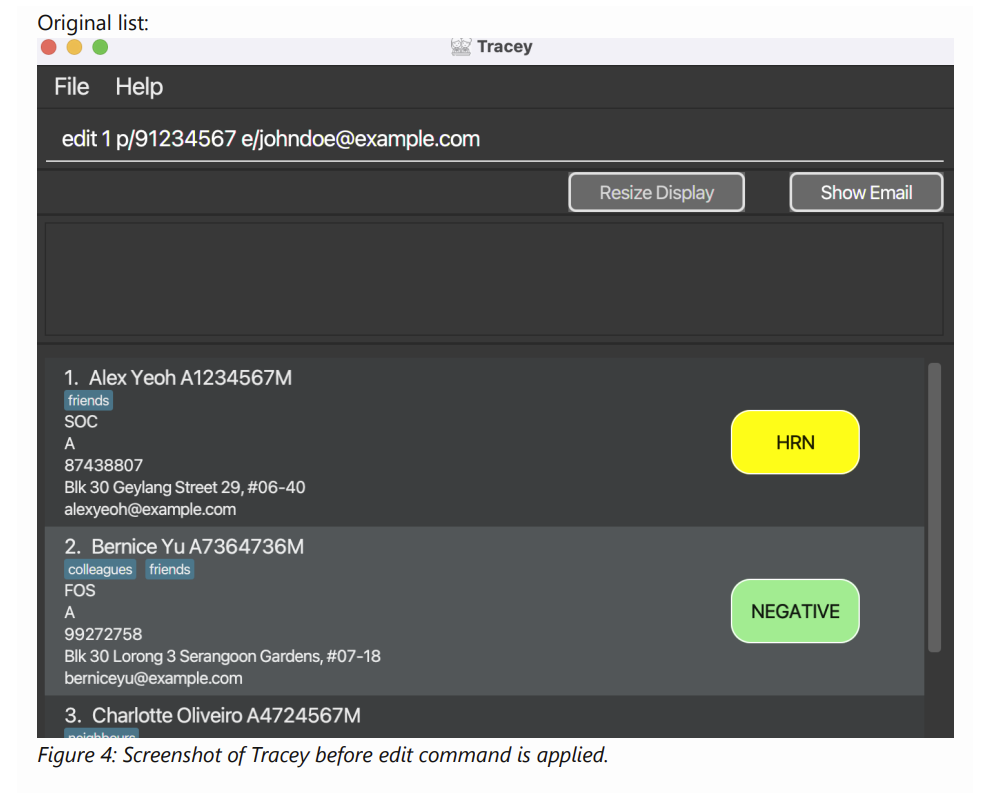 Original list:
Tracey
File Help
edit 1 p/91234567 e/johndoe@example.com
Resize Display Show Email
1. Alex Yeoh A1234567M
friends
SOC
A
87438807
Blk 30 Geylang Street 29, #06-40
alexyeoh@example.com
HRN
2. Bernice Yu A7364736M
colleagues friends
FOS
A
99272758
Blk 30 Lorong 3 Serangoon Gardens, #07-18
berniceyu@example.com
NEGATIVE
3. Charlotte Oliveiro A4724567M
neighbours
Figure 4: Screenshot of Tracey before edit command is applied.